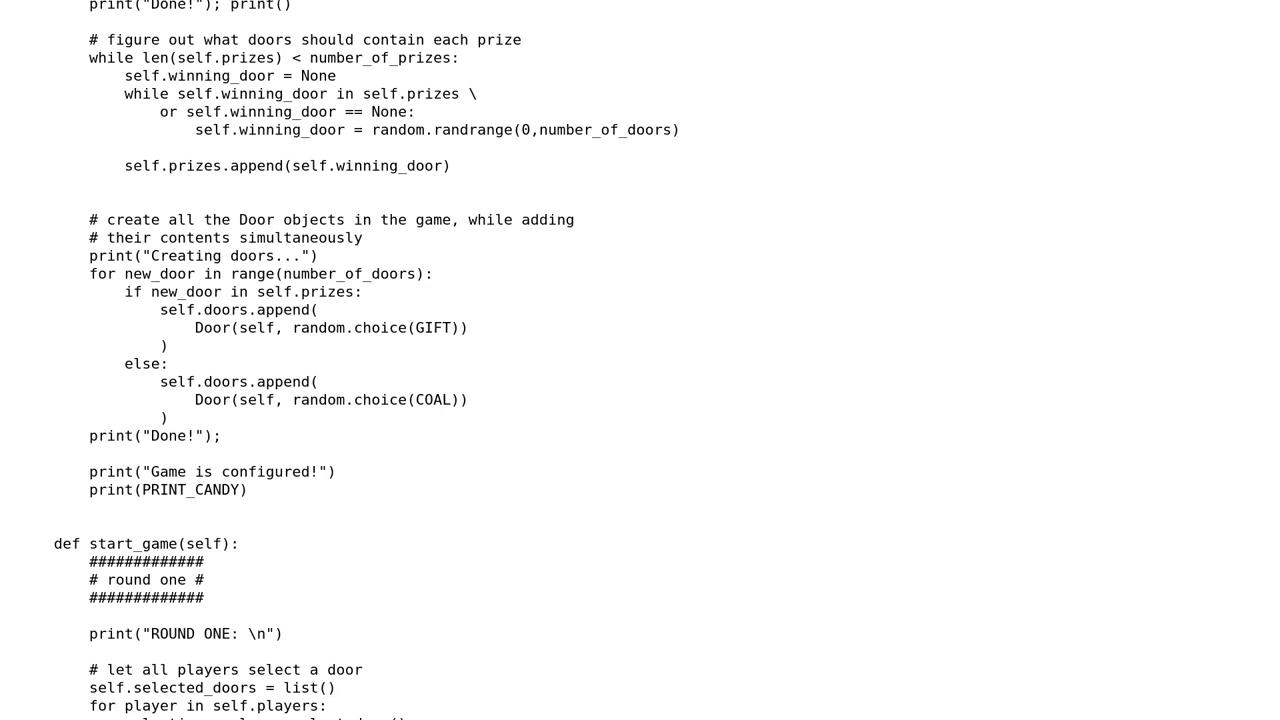 print("Done!"); print()
# figure out what doors should contain each prize
while len(self.prizes) < number_of_prizes:
self.winning_door = None
while self.winning_door in self.prizes \
or self.winning_door == None:
self.winning_door = random.randrange(0,number_of_doors)
self.prizes.append(self.winning_door)
# create all the Door objects in the game, while adding
# their contents simultaneously
print("Creating doors...")
for new_door in range(number_of_doors):
if new_door in self.prizes:
self.doors.append(
Door(self, random.choice(GIFT))
)
else:
self.doors.append(
Door(self, random.choice(COAL))
)
print("Done!");
print("Game is configured!")
print(PRINT_CANDY)
def start_game(self):
#############
# round one #
#############
print("ROUND ONE: \n")
# let all players select a door
self.selected_doors = list()
for player in self.players: